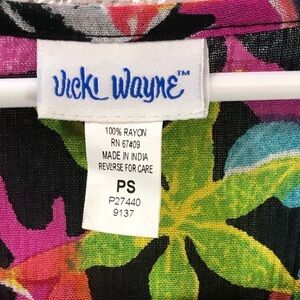 Vicki Wayne™
100% RAYON
RN 67409
MADE IN INDIA
REVERSE FOR CARE
PS
P27440
9137